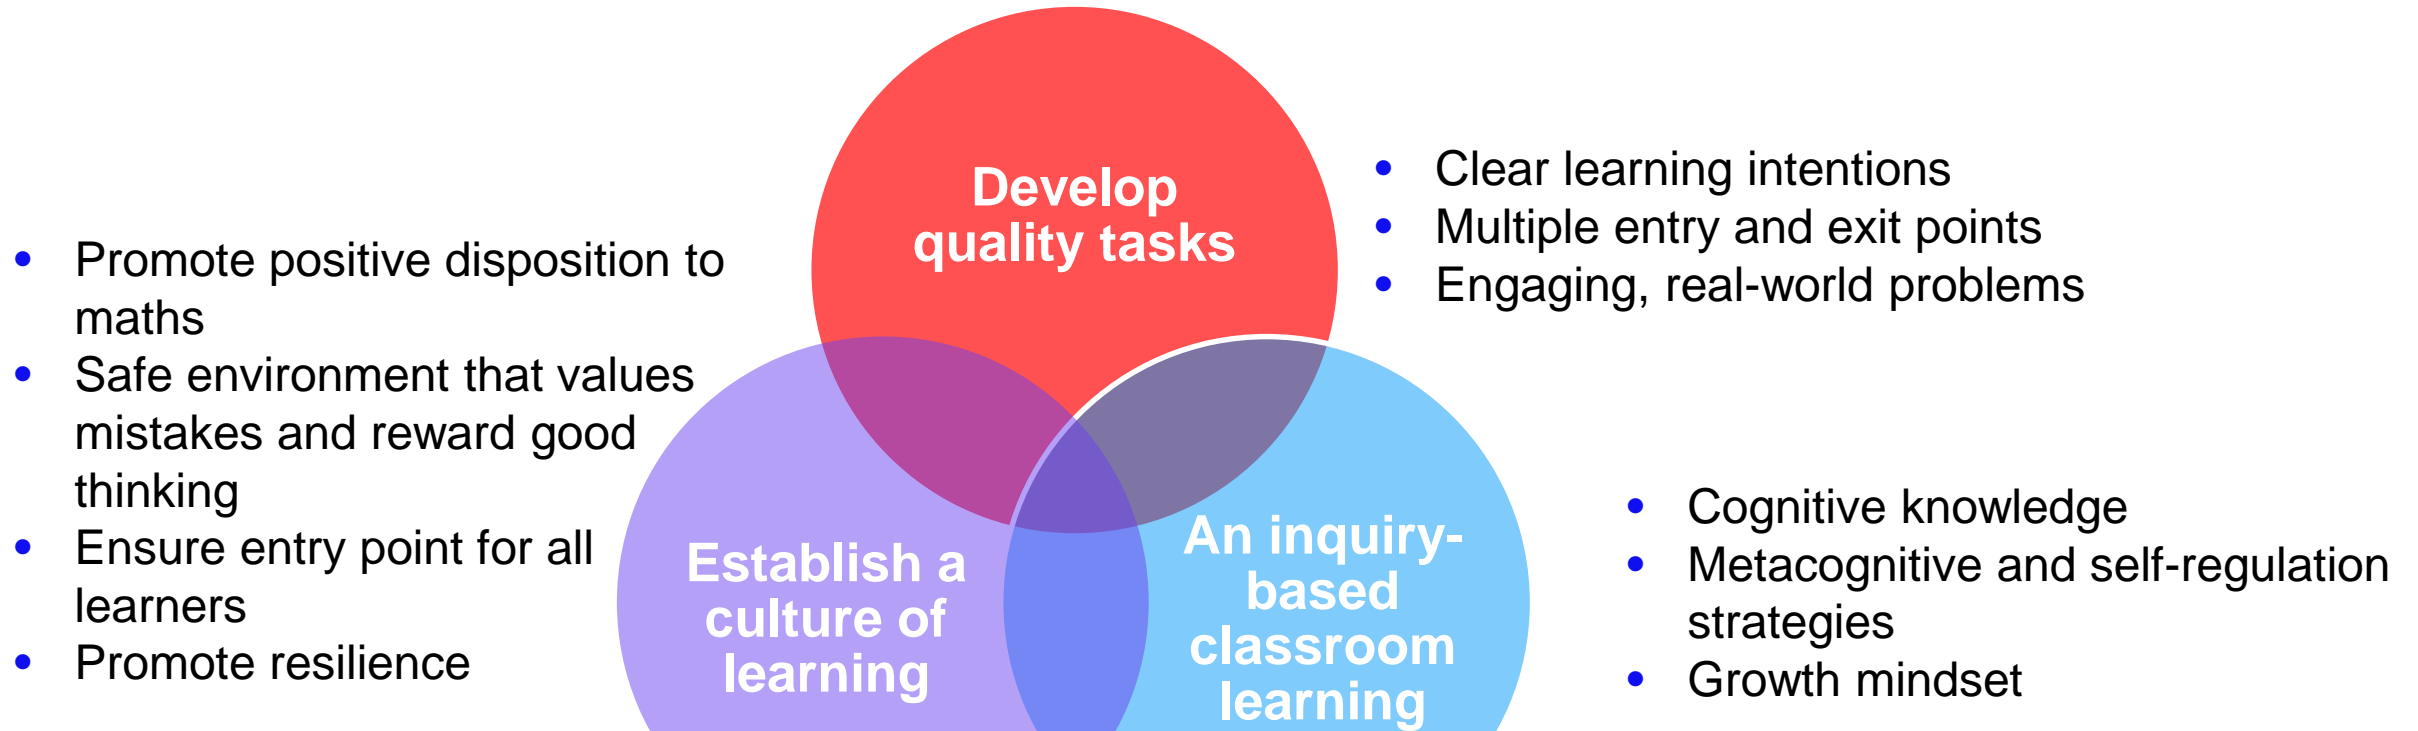 Develop
quality tasks
• Clear learning intentions
• Multiple entry and exit points
• Engaging, real-world problems
• Promote positive disposition to
maths
• Safe environment that values
mistakes and reward good
thinking
• Ensure entry point for all
learners
• Promote resilience
Establish a
culture of
learning
An inquiry-
based
classroom
learning
• Cognitive knowledge
• Metacognitive and self-regulation
strategies
• Growth mindset